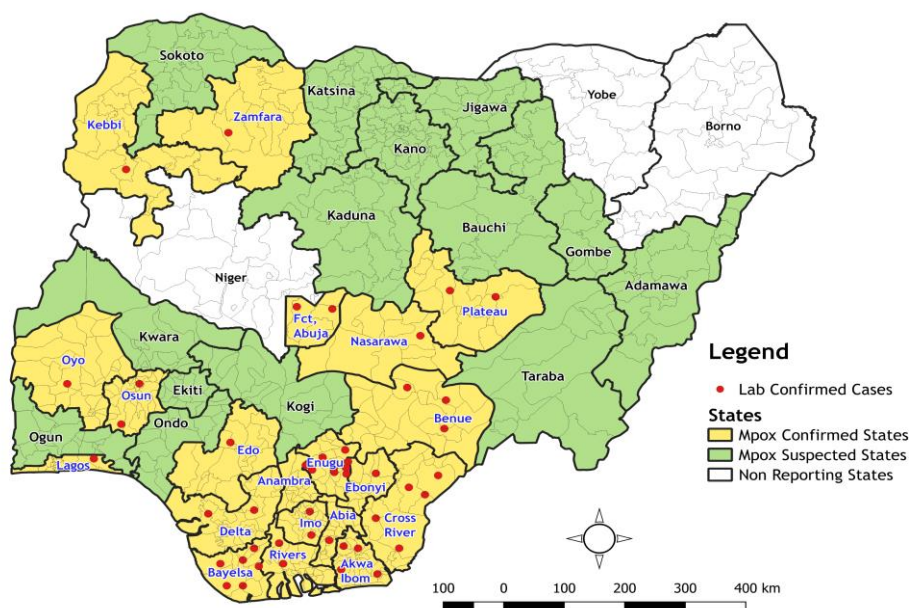 Sokoto
Katsina
Kebbi
Zamfara
Jigawa
Yobe
Borno
Kano
Kaduna
Bauchi
Gombe
Adamawa
Niger
Fct,
Abuja
Plateau
Nasarawa
Kwara
Oyo
Osun
Ekiti
Kogi
Taraba
Benue
Ogun
Ondo
Edo
Lagos
Enugu
Anambra
Ebonyi
Delta
Imo
Abia
Cross
River
Bayelsa
Rivers
Akwa
Ibom
Legend
Lab Confirmed Cases
States
Mpox Confirmed States
Mpox Suspected States
Non Reporting States
100 0 100 200 300 400 km